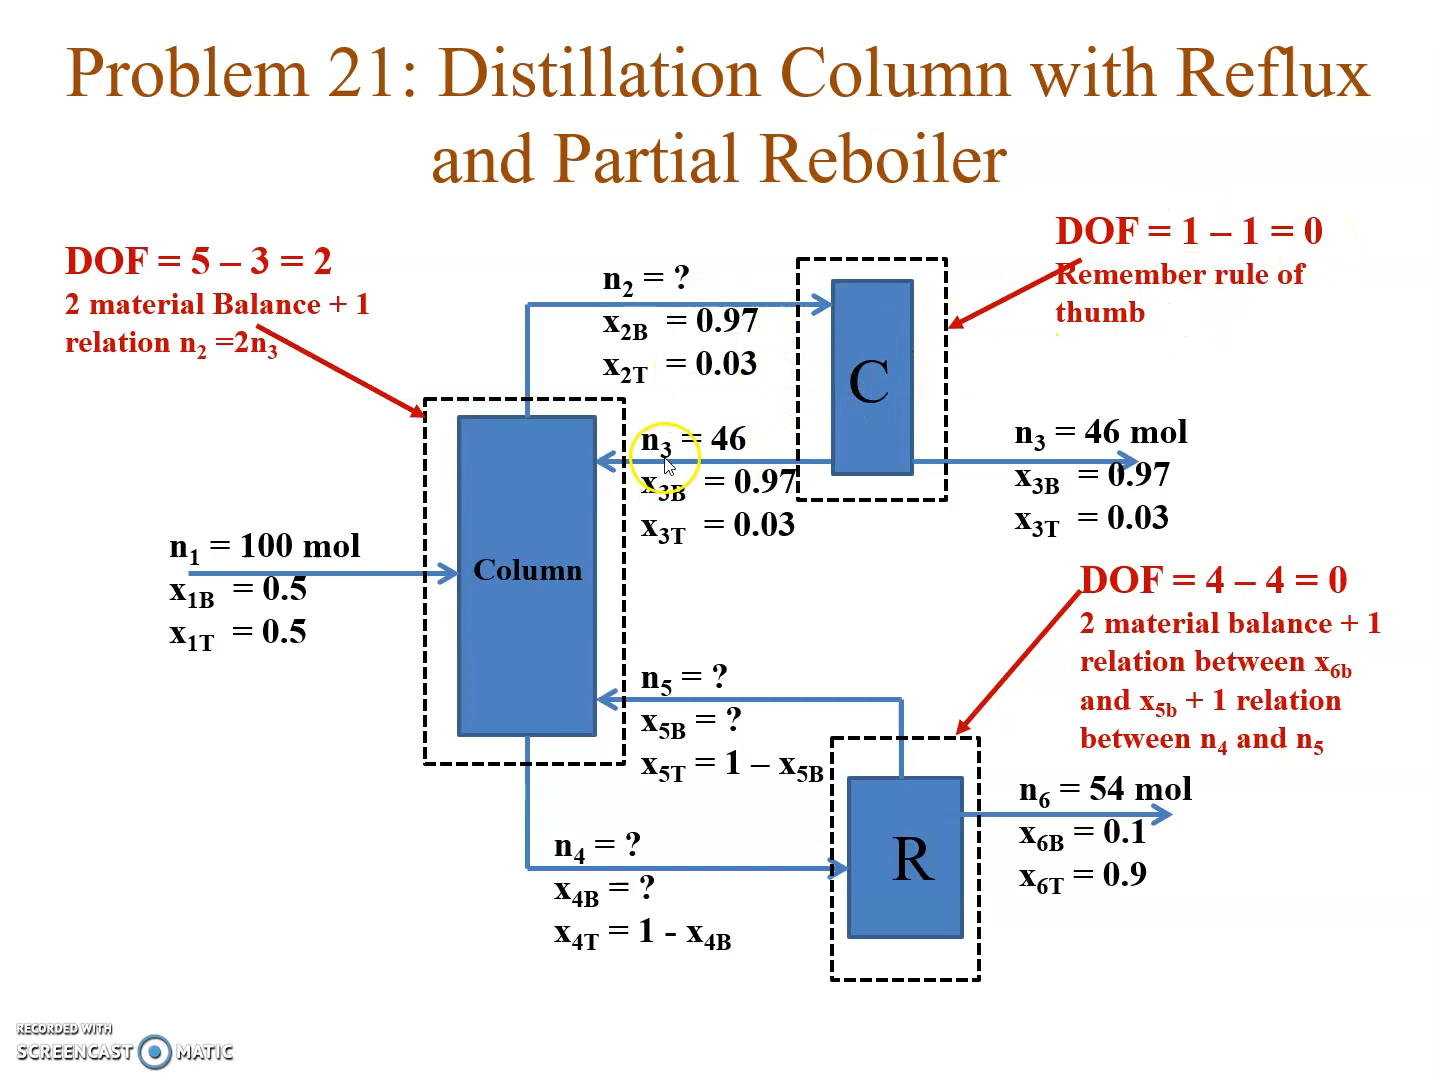 Problem 21: Distillation Column with Reflux
and Partial Reboiler
DOF = 5 – 3 = 2
2 material Balance + 1
relation n₂ =2n₃
n₂ = ?
x₂B = 0.97
x₂T = 0.03
DOF = 1 – 1 = 0
Remember rule of
thumb
C
n₃ = 46
x₃B = 0.97
x₃T = 0.03
n₃ = 46 mol
x₃B = 0.97
x₃T = 0.03
n₁ = 100 mol
x₁B = 0.5
x₁T = 0.5
Column
DOF = 4 – 4 = 0
2 material balance + 1
relation between x₆b
and x₅b + 1 relation
between n₄ and n₅
n₅ = ?
x₅B = ?
x₅T = 1 – x₅B
n₄ = ?
x₄B = ?
x₄T = 1 - x₄B
R
n₆ = 54 mol
x₆B = 0.1
x₆T = 0.9
RECORDED WITH
SCREENCAST MATIC